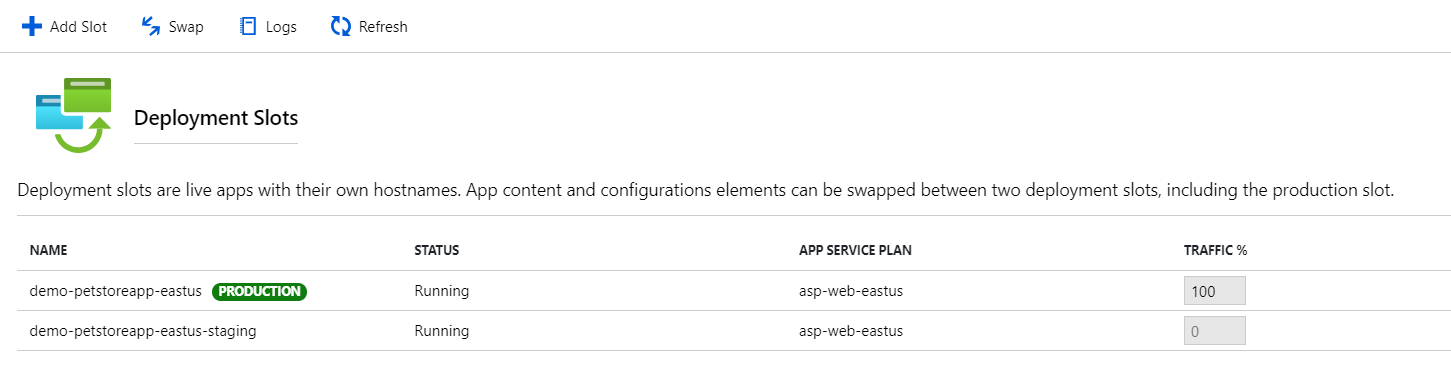 Add Slot Swap Logs Refresh
Deployment Slots
Deployment slots are live apps with their own hostnames. App content and configurations elements can be swapped between two deployment slots, including the production slot.
NAME STATUS APP SERVICE PLAN TRAFFIC %
demo-petstoreapp-eastus PRODUCTION Running asp-web-eastus 100
demo-petstoreapp-eastus-staging Running asp-web-eastus 0